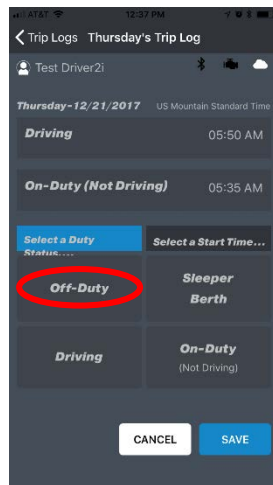 AT&T 12:37 PM
Trip Logs Thursday's Trip Log
Test Driver2i
Thursday-12/21/2017 US Mountain Standard Time
Driving 05:50 AM
On-Duty (Not Driving) 05:35 AM
Select a Duty Status.... Select a Start Time...
Off-Duty
Sleeper
Berth
Driving
On-Duty
(Not Driving)
CANCEL SAVE